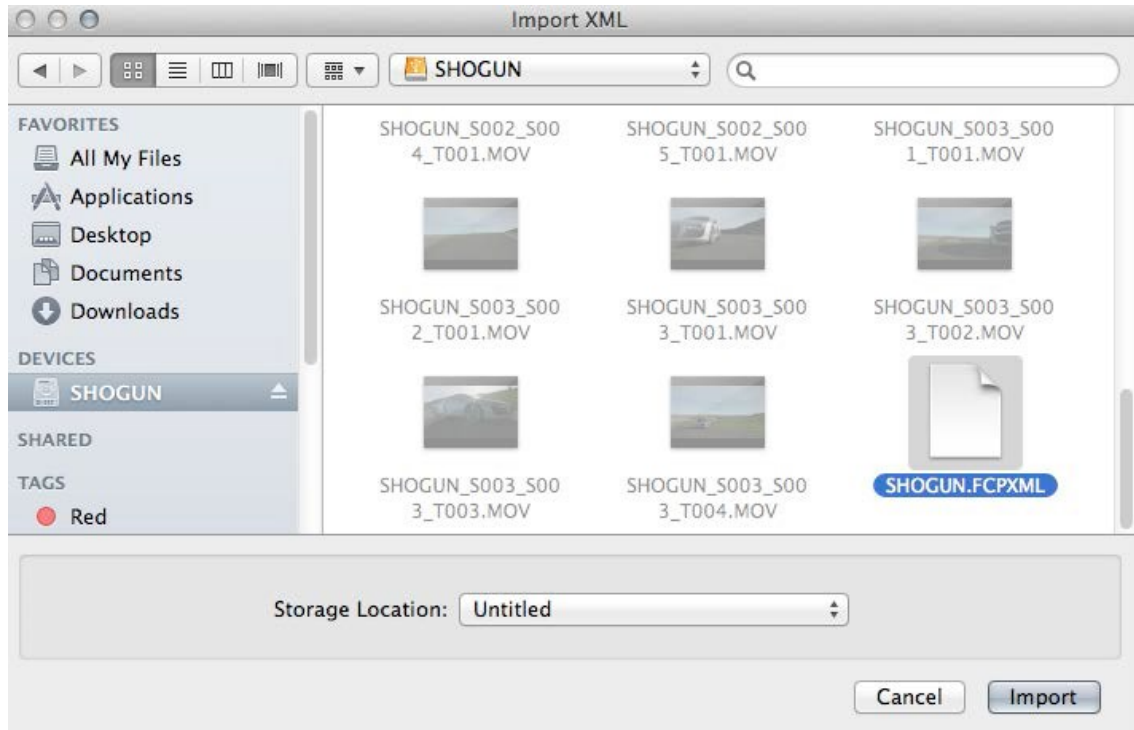 Import XML
SHOGUN
FAVORITES
All My Files
Applications
Desktop
Documents
Downloads
DEVICES
SHOGUN
SHARED
TAGS
Red
SHOGUN_S002_S00
4_T001.MOV
SHOGUN_S002_S00
5_T001.MOV
SHOGUN_S003_S00
1_T001.MOV
SHOGUN_S003_S00
2_T001.MOV
SHOGUN_S003_S00
3_T001.MOV
SHOGUN_S003_S00
3_T002.MOV
SHOGUN_S003_S00
3_T003.MOV
SHOGUN_S003_S00
3_T004.MOV
SHOGUN.FCPXML
Storage Location: Untitled
Cancel Import